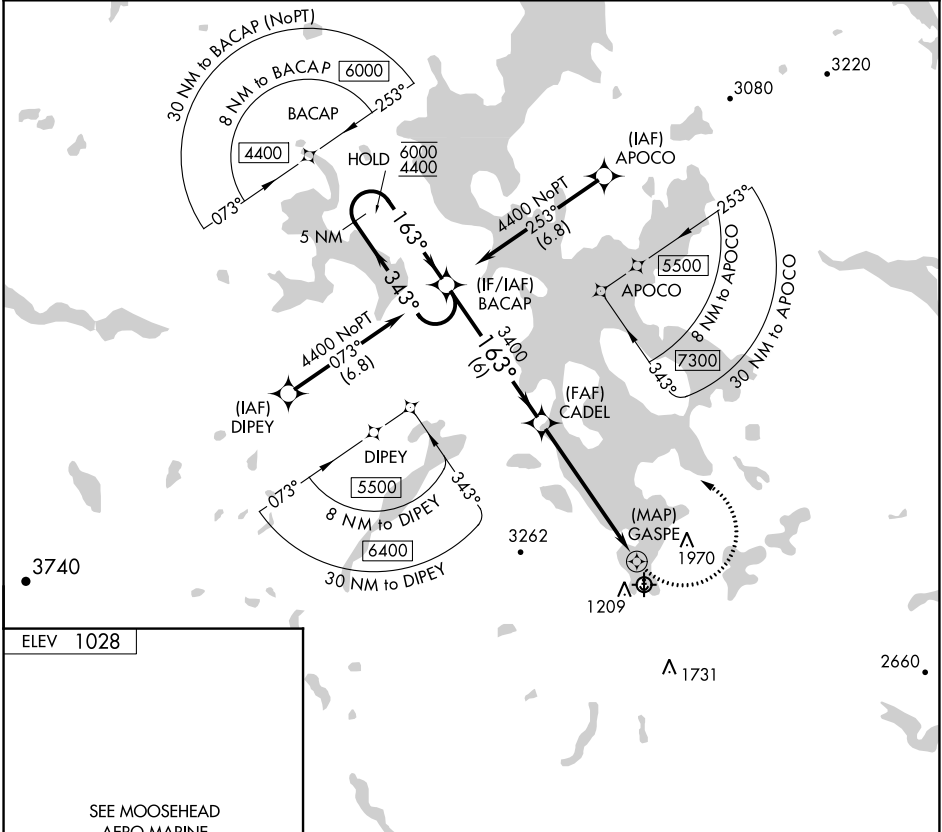 30 NM to BACAP (NoPT)
8 NM to BACAP 6000
BACAP
253°
4400
073°
HOLD 6000
4400
5 NM
163°
343°
(IF/IAF)
BACAP
3220
3080
(IAF)
APOCO
4400 NoPT
253°
(6.8)
253°
5500
APOCO
8 NM to APOCO
7300
30 NM to APOCO
343°
4400 NoPT
073°
(6.8)
(IAF)
DIPEY
3400
163°
(6)
(FAF)
CADEL
DIPEY
073°
343°
5500
8 NM to DIPEY
6400
30 NM to DIPEY
3262
(MAP)
GASPE
1970
1209
3740
1731
2660
ELEV 1028
SEE MOOSEHEAD
AERO MARINE